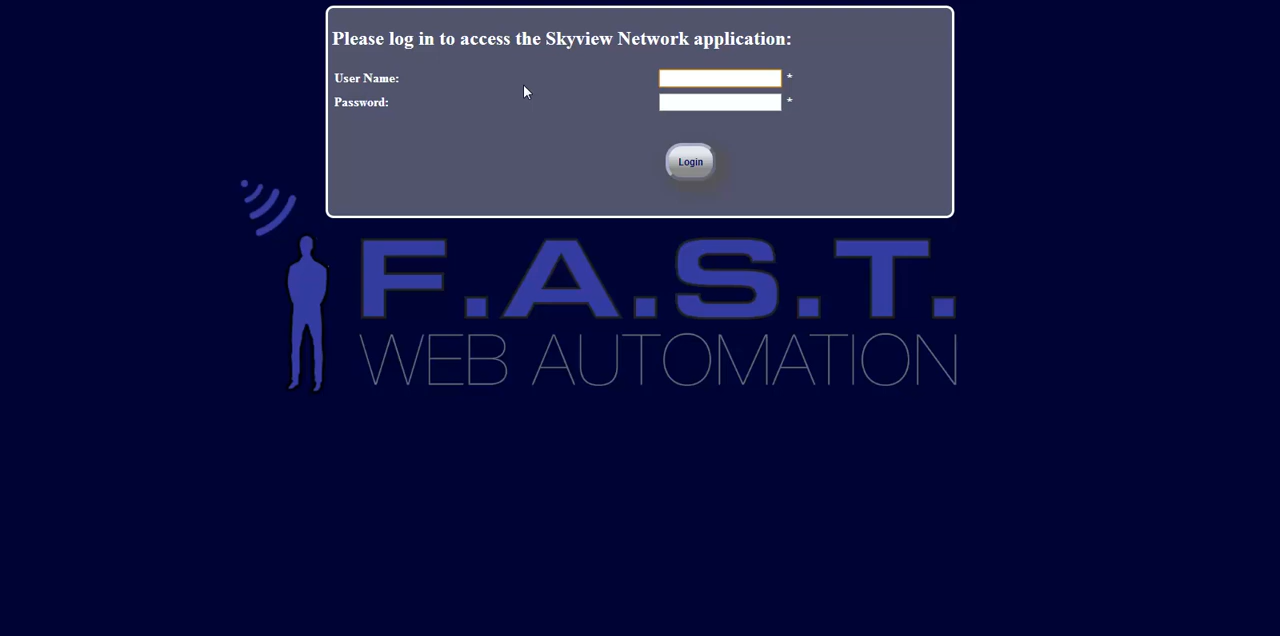 Please log in to access the Skyview Network application:
User Name: *
Password: *
Login
F.A.S.T.
WEB AUTOMATION